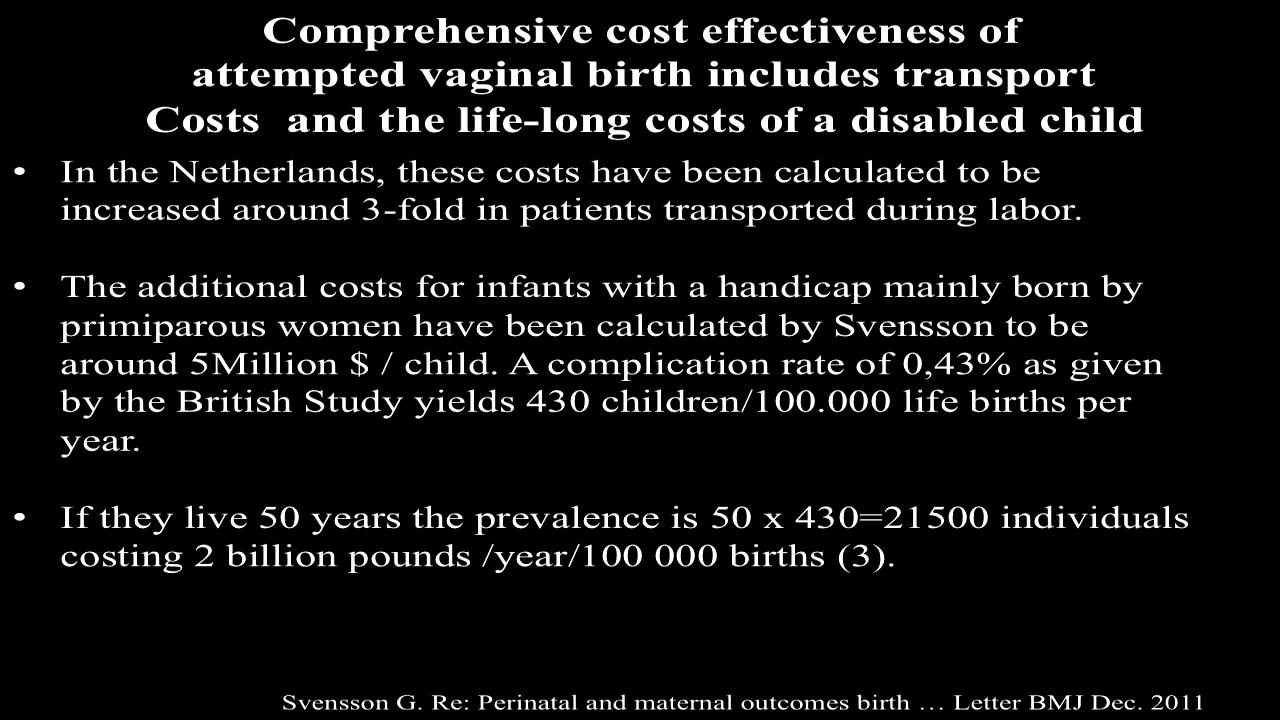 Comprehensive cost effectiveness of
attempted vaginal birth includes transport
Costs  and the life-long costs of a disabled child
• In the Netherlands, these costs have been calculated to be
increased around 3-fold in patients transported during labor.
• The additional costs for infants with a handicap mainly born by
primiparous women have been calculated by Svensson to be
around 5Million $ / child. A complication rate of 0,43% as given
by the British Study yields 430 children/100.000 life births per
year.
• If they live 50 years the prevalence is 50 x 430=21500 individuals
costing 2 billion pounds /year/100 000 births (3).
Svensson G. Re: Perinatal and maternal outcomes birth … Letter BMJ Dec. 2011